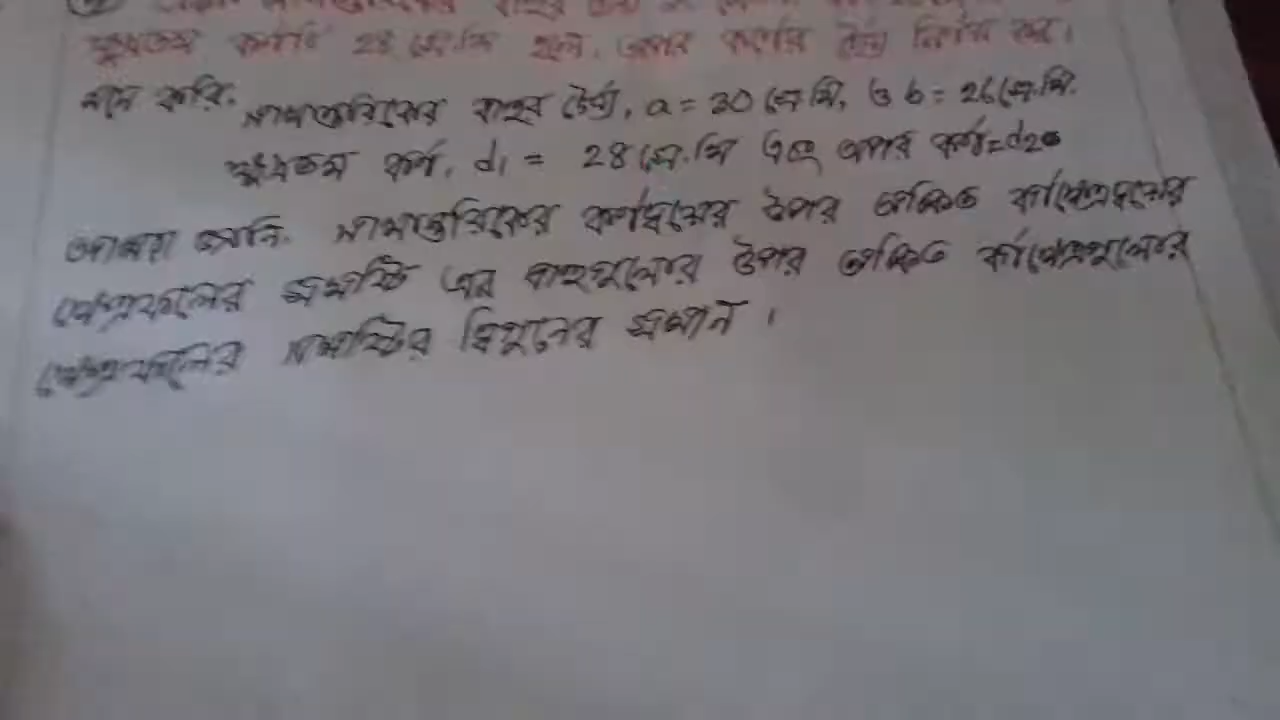 ক্ষুদ্রতম কর্ণটি 28 সে.মি হলে, অপর কর্ণের দৈর্ঘ্য নির্ণয় কর।
মনে করি, সামান্তরিকের বাহুর দৈর্ঘ্য, a = 30 সে.মি, ও b = 26 সে.মি.
ক্ষুদ্রতম কর্ণ, d₁ = 28 সে.মি এবং অপর কর্ণ = d₂
আমরা জানি, সামান্তরিকের কর্ণদ্বয়ের উপর অঙ্কিত বর্গক্ষেত্রদ্বয়ের
ক্ষেত্রফলের সমষ্টি এর বাহুগুলোর উপর অঙ্কিত বর্গক্ষেত্রগুলোর
ক্ষেত্রফলের সমষ্টির দ্বিগুনের সমান।